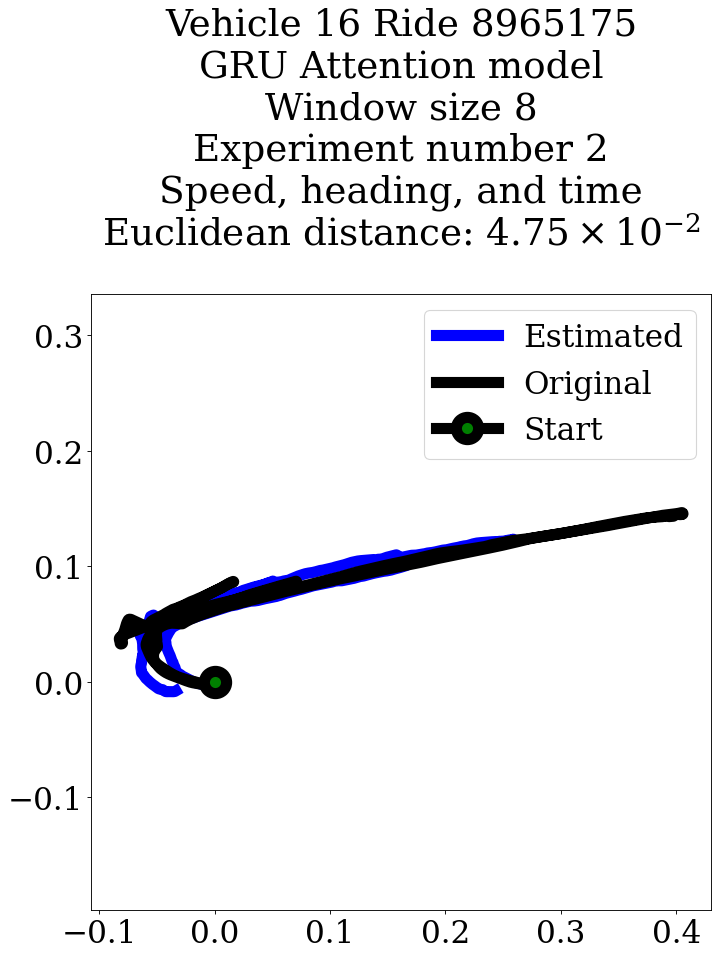 Vehicle 16 Ride 8965175
GRU Attention model
Window size 8
Experiment number 2
Speed, heading, and time
Euclidean distance: 4.75 × 10⁻²
0.3
Estimated
Original
Start
0.2
0.1
0.0
−0.1
−0.1 0.0 0.1 0.2 0.3 0.4